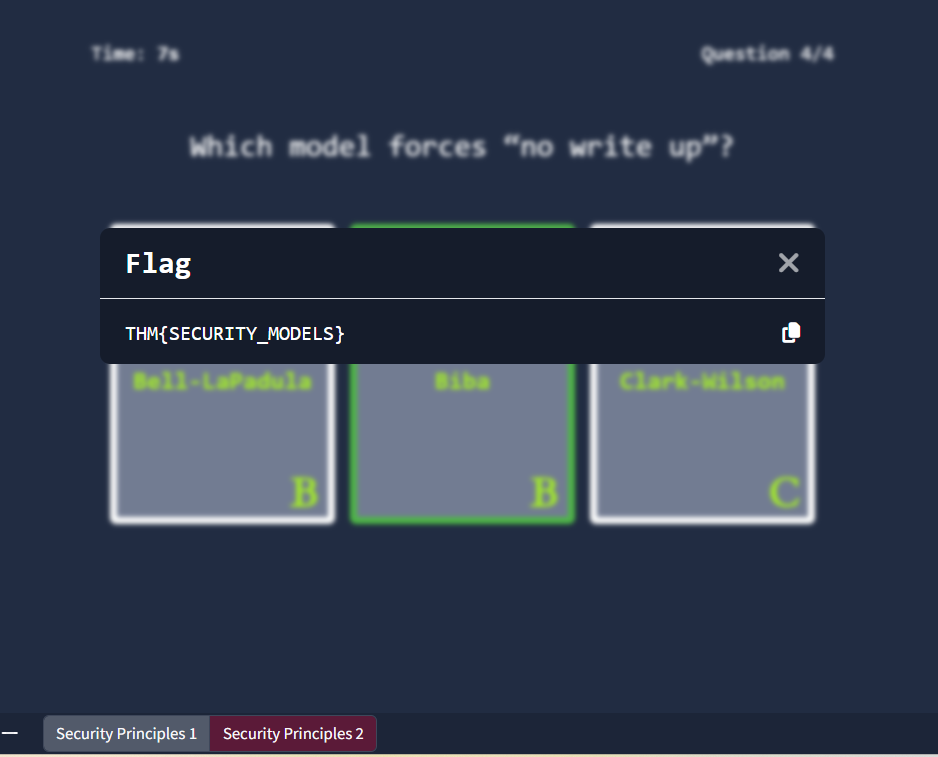 Time: 7s
Question 4/4
Which model forces “no write up”?
Flag
THM{SECURITY_MODELS}
Bell-LaPadula
Biba
Clark-Wilson
B
B
C
Security Principles 1
Security Principles 2